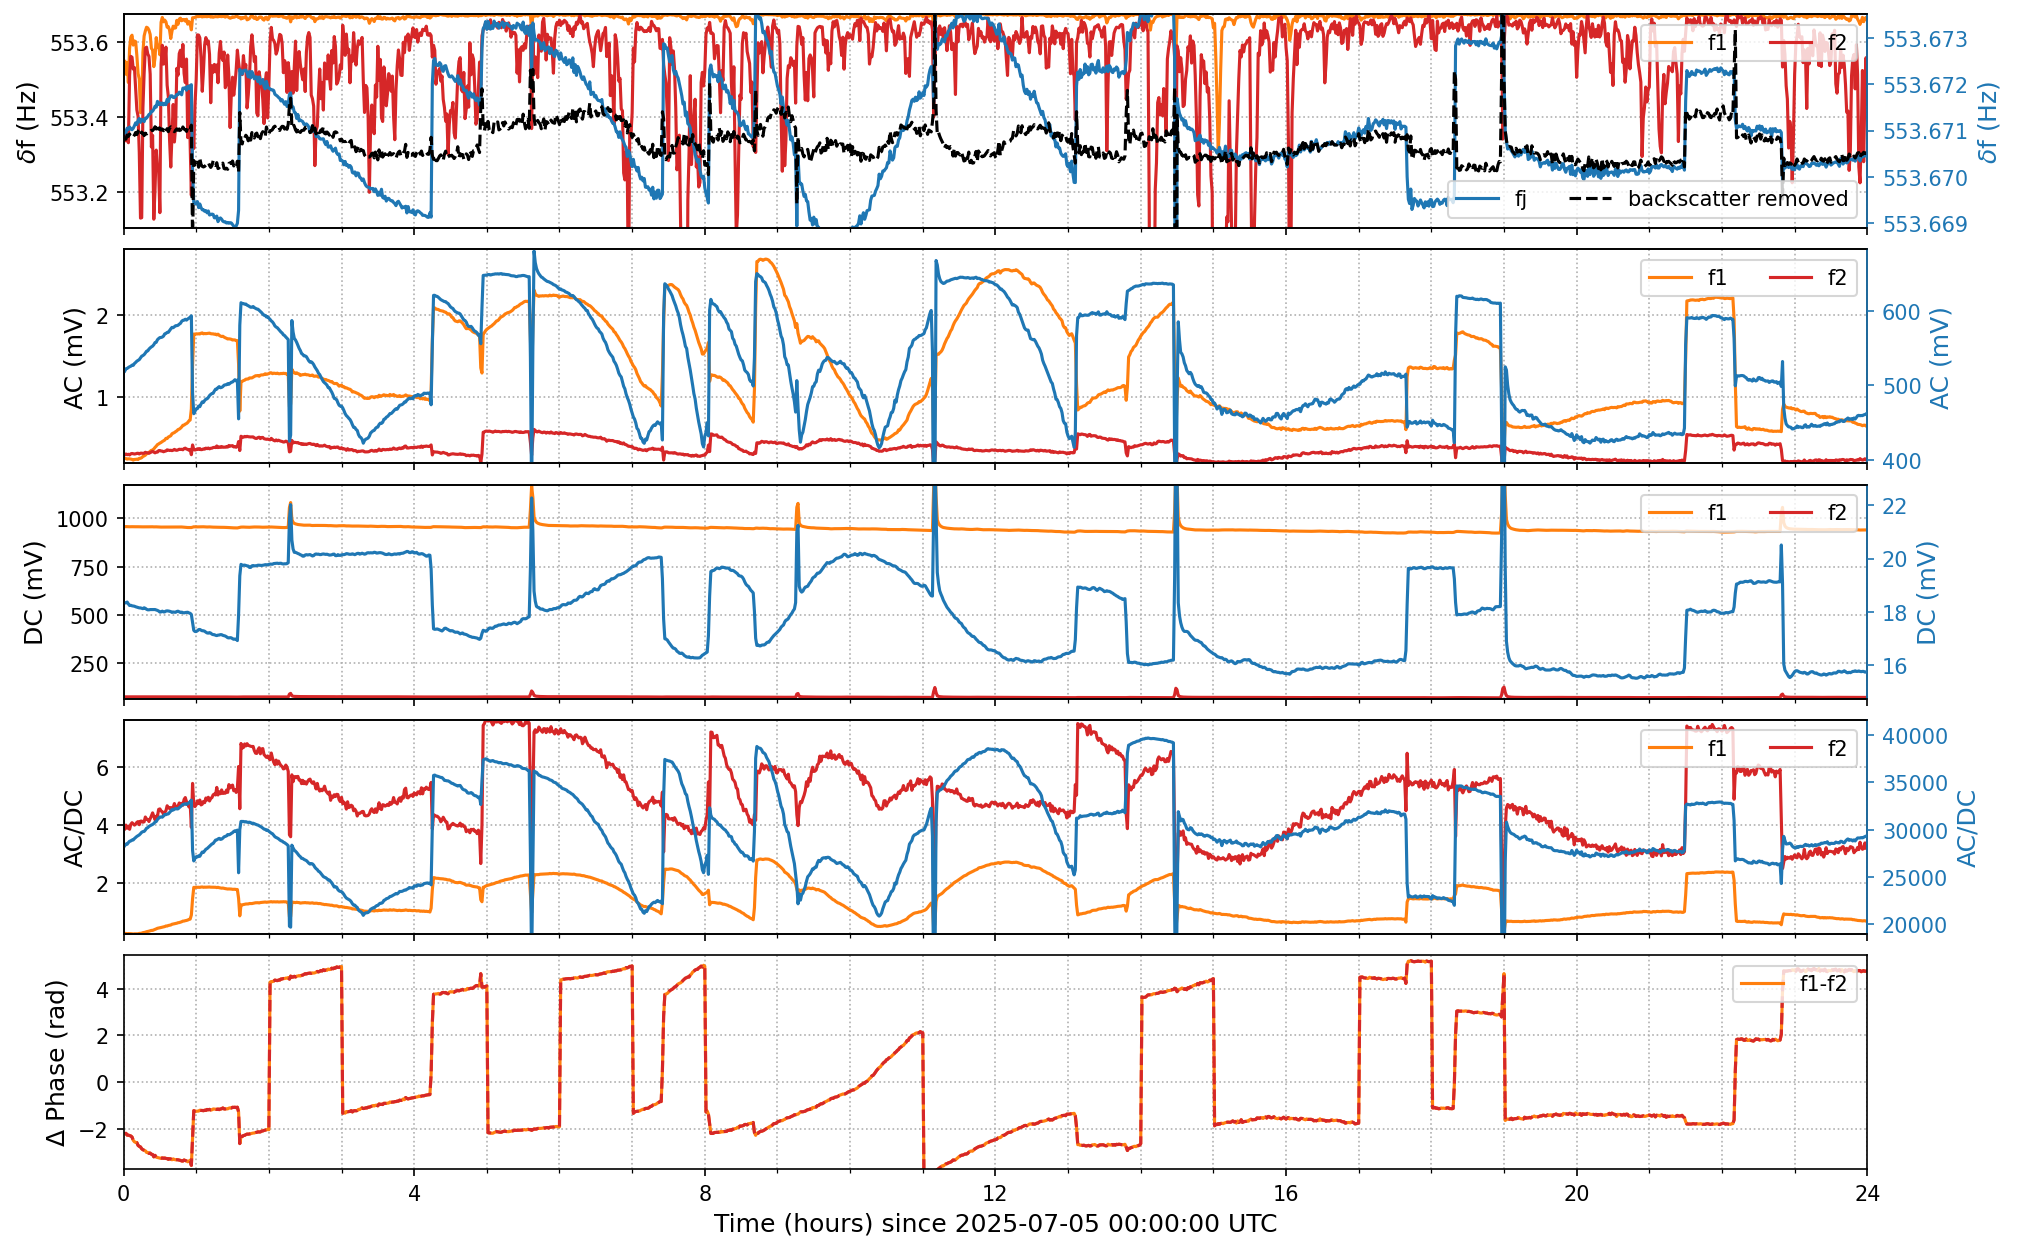 δf (Hz)
553.6
553.4
553.2
f1 f2
fj backscatter removed
553.673
553.672
553.671
553.670
553.669
δf (Hz)
AC (mV)
2
1
f1 f2
600
500
400
AC (mV)
DC (mV)
1000
750
500
250
f1 f2
22
20
18
16
DC (mV)
AC/DC
6
4
2
f1 f2
40000
35000
30000
25000
20000
AC/DC
Δ Phase (rad)
4
2
0
−2
f1-f2
0 4 8 12 16 20 24
Time (hours) since 2025-07-05 00:00:00 UTC